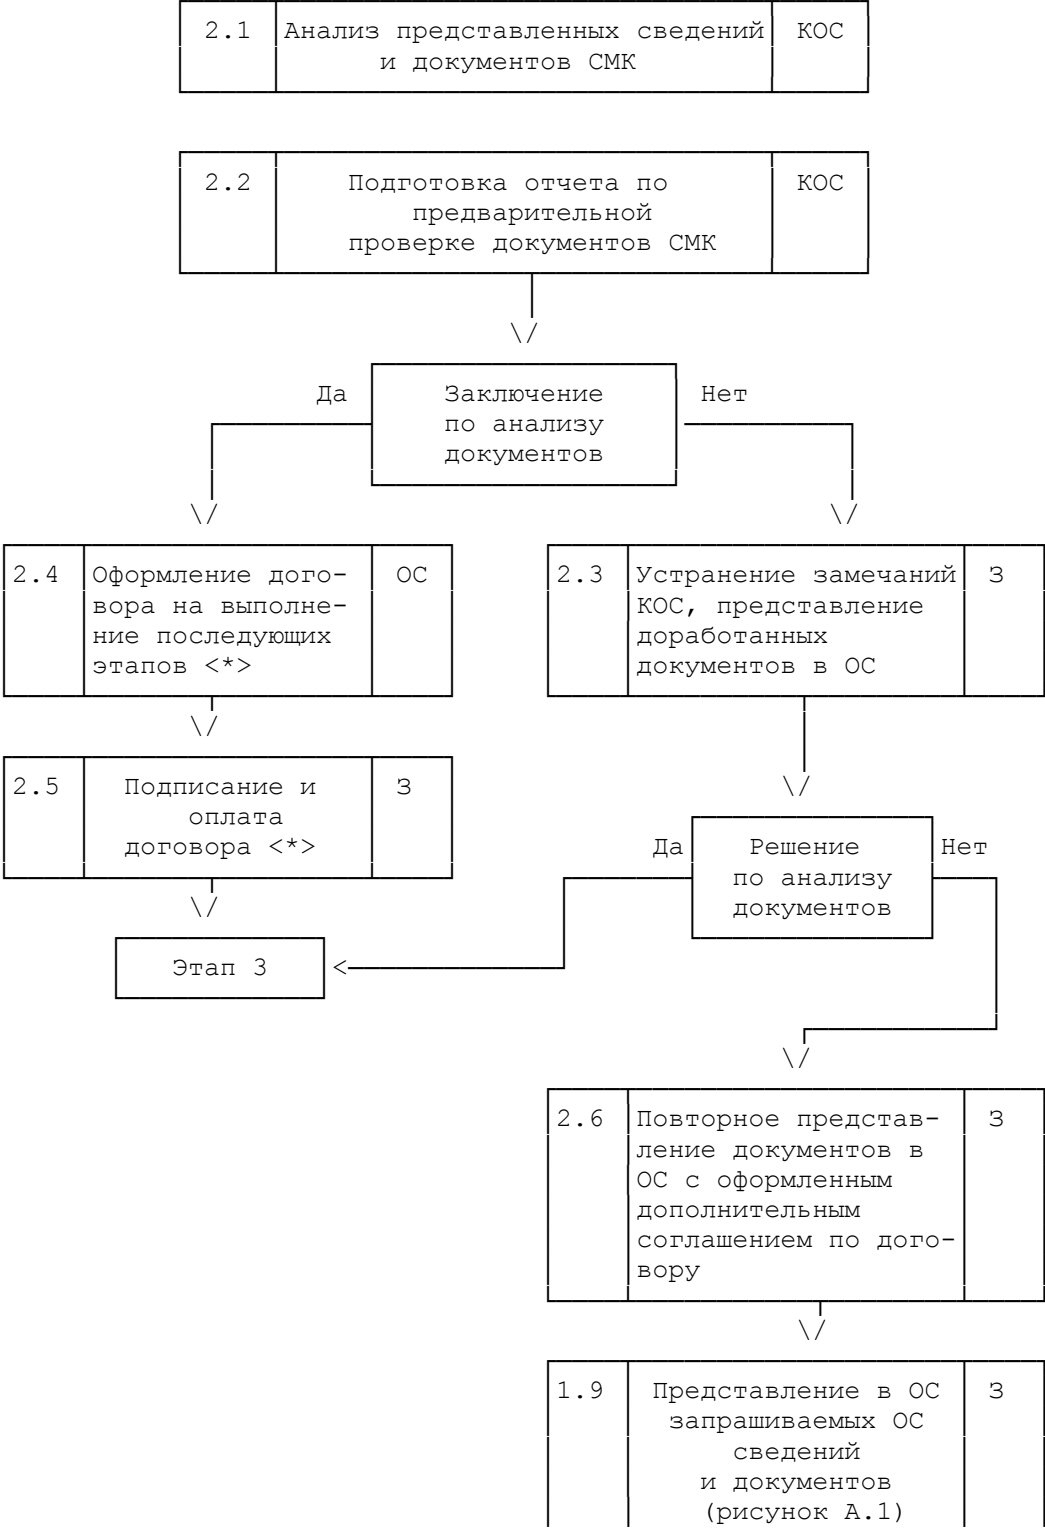 2.1 Анализ представленных сведений КОС
и документов СМК
2.2 Подготовка отчета по КОС
предварительной
проверке документов СМК
\/
Да Заключение Нет
по анализу
документов
\/ \/
2.4 Оформление дого- ОС
вора на выполне-
ние последующих
этапов <*>
\/
2.3 Устранение замечаний З
КОС, представление
доработанных
документов в ОС
\/
2.5 Подписание и З
оплата
договора <*>
\/
Да Решение Нет
по анализу
документов
Этап 3 <
\/
2.6 Повторное представ- З
ление документов в
ОС с оформленным
дополнительным
соглашением по дого-
вору
\/
1.9 Представление в ОС З
запрашиваемых ОС
сведений
и документов
(рисунок А.1)